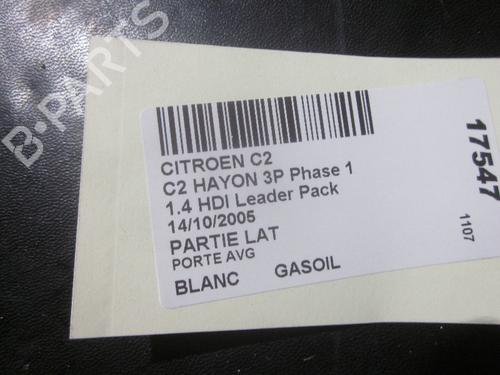 B-PARTS
CITROEN C2
C2 HAYON 3P Phase 1
1.4 HDI Leader Pack
14/10/2005
PARTIE LAT
PORTE AVG
BLANC GASOIL
17547
1107